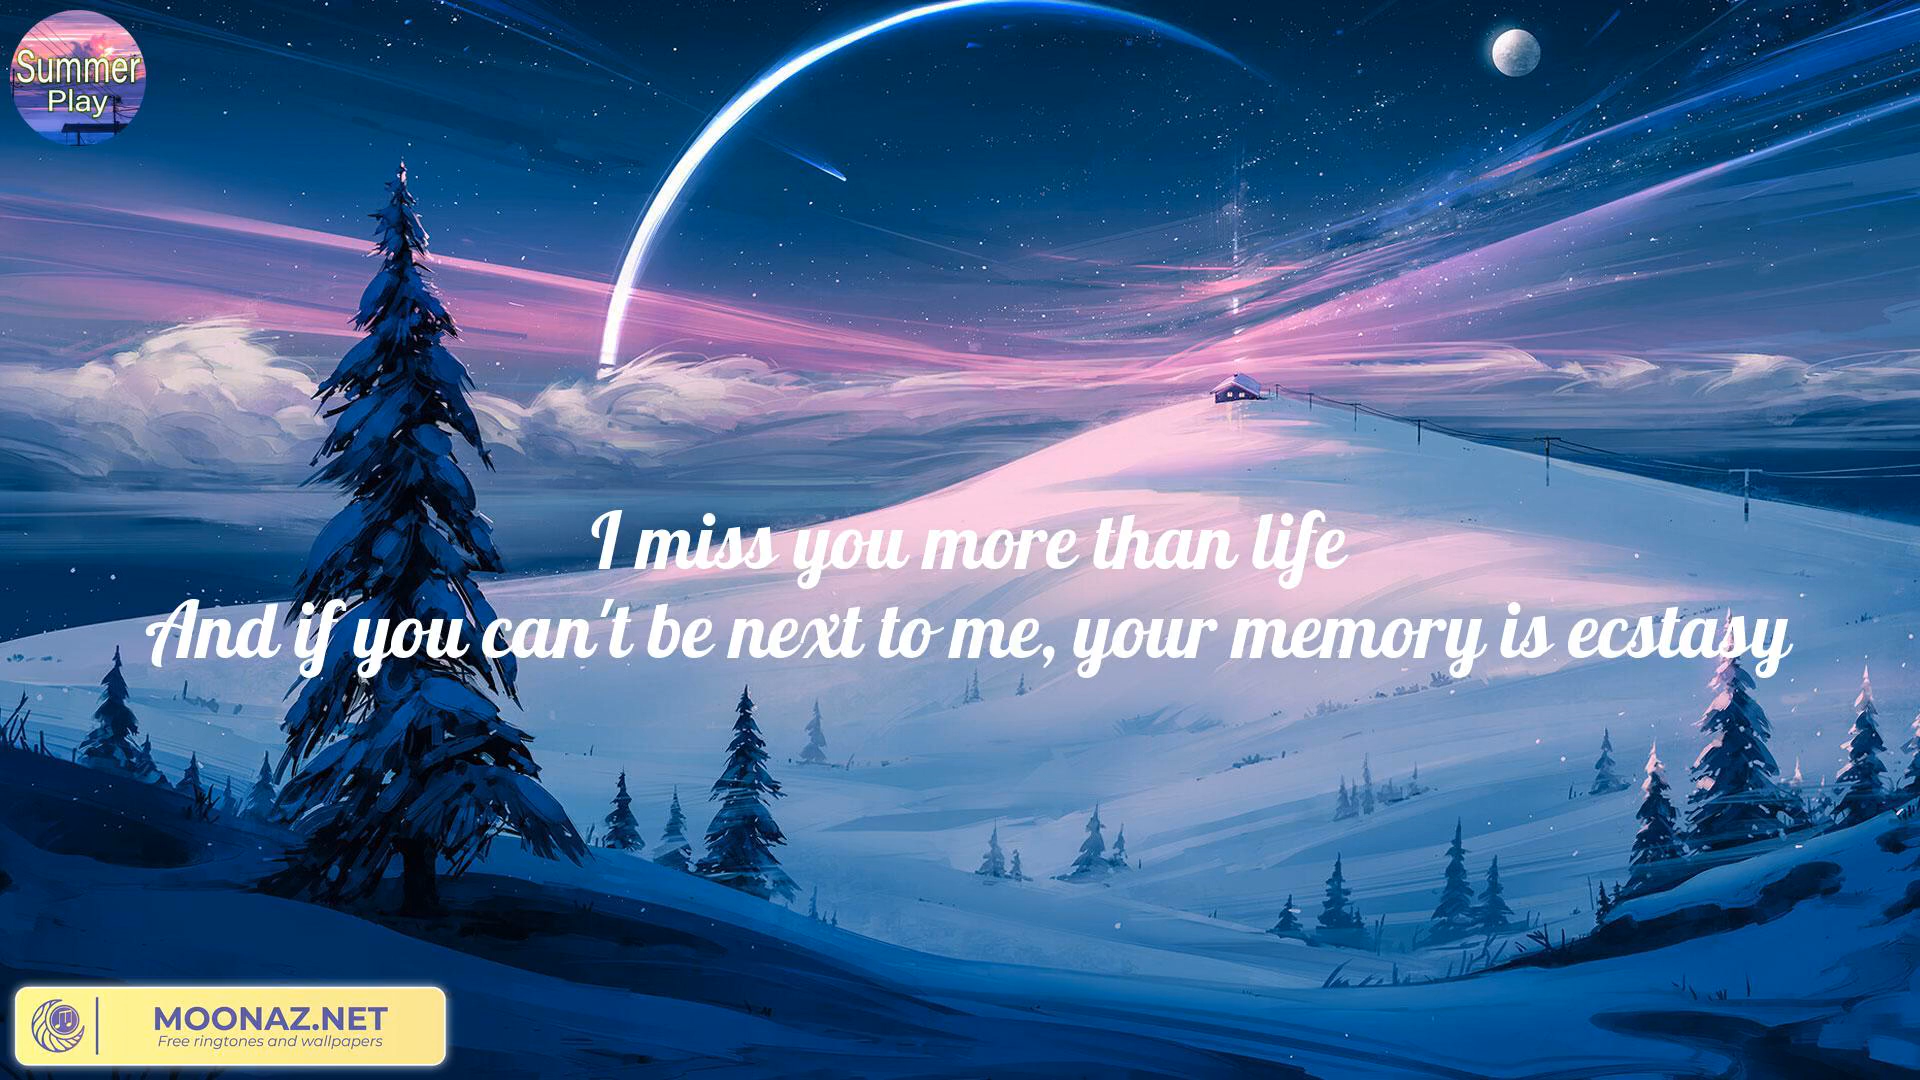 Summer
Play
I miss you more than life
And if you can't be next to me, your memory is ecstasy
MOONAZ.NET
Free ringtones and wallpapers